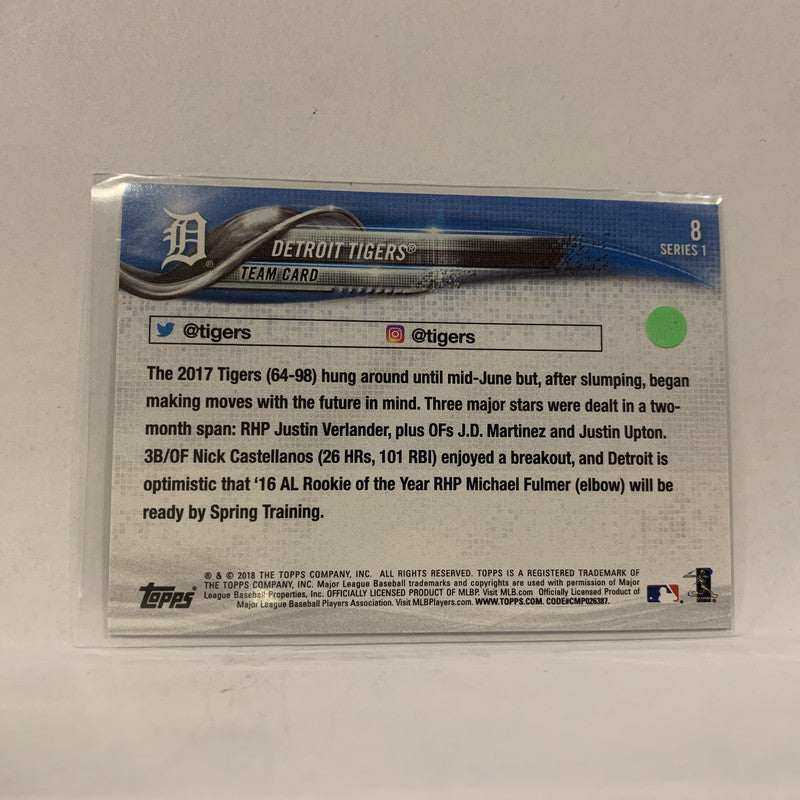 D
DETROIT TIGERS®
TEAM CARD
8
SERIES 1
@tigers @tigers
The 2017 Tigers (64-98) hung around until mid-June but, after slumping, began
making moves with the future in mind. Three major stars were dealt in a two-
month span: RHP Justin Verlander, plus OFs J.D. Martinez and Justin Upton.
3B/OF Nick Castellanos (26 HRs, 101 RBI) enjoyed a breakout, and Detroit is
optimistic that ‘16 AL Rookie of the Year RHP Michael Fulmer (elbow) will be
ready by Spring Training.
® & © 2018 THE TOPPS COMPANY, INC. ALL RIGHTS RESERVED. TOPPS IS A REGISTERED TRADEMARK OF
THE TOPPS COMPANY, INC. Major League Baseball trademarks and copyrights are used with permission of Major
League Baseball Properties, Inc. OFFICIALLY LICENSED PRODUCT OF MLBP. Visit MLB.com Officially Licensed Product of
Major League Baseball Players Association. Visit MLBPlayers.com. WWW.TOPPS.COM. CODE#CMP026387.
topps®